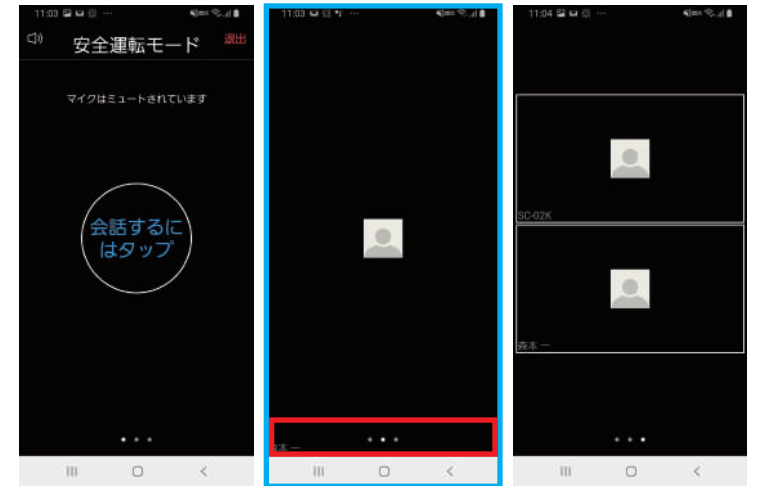 11:03
安全運転モード
退出
マイクはミュートされています
会話するに
はタップ
11:03
本 一
11:04
SC-02K
森本 一